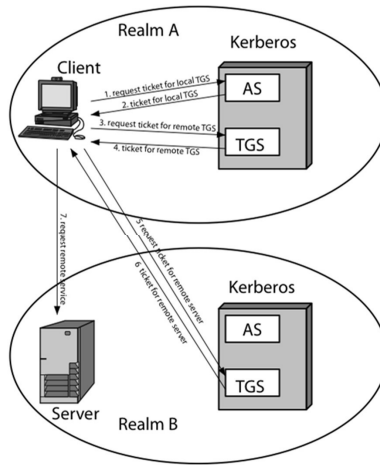 Realm A
Kerberos
Client
1. request ticket for local TGS
AS
2. ticket for local TGS
3. request ticket for remote TGS
TGS
4. ticket for remote TGS
5 request ticket for remote server
6 ticket for remote server
7. request remote service
Kerberos
AS
TGS
Server
Realm B